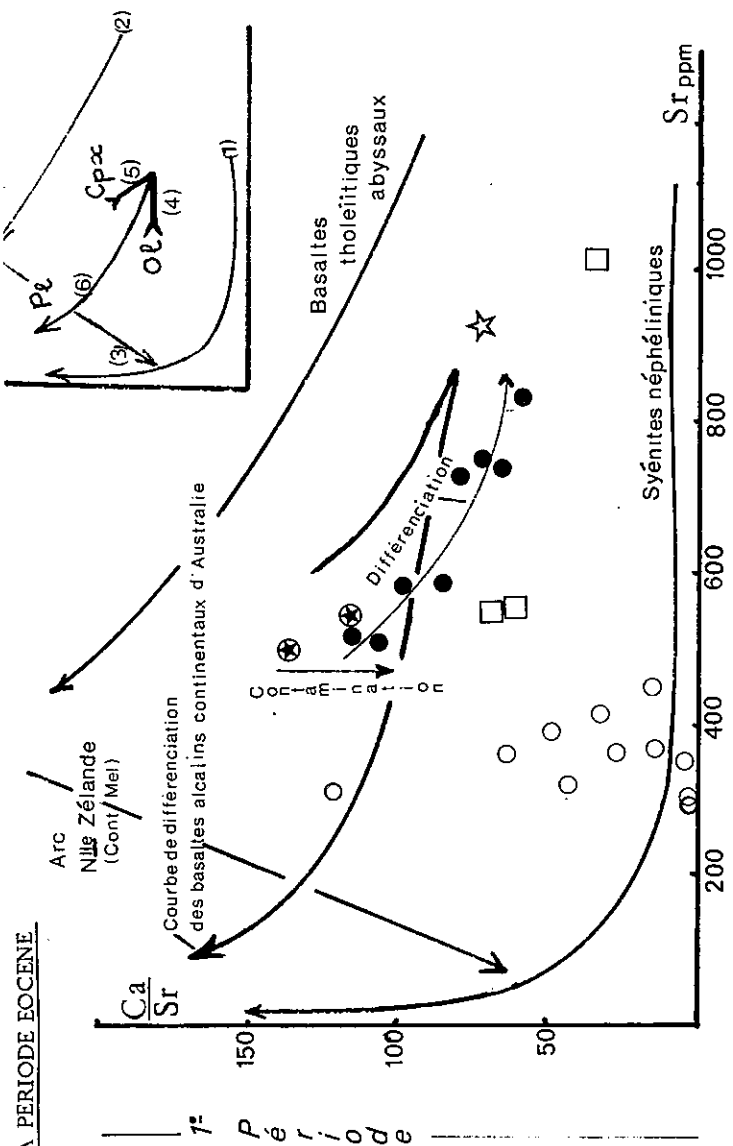 A PERIODE EOCENE
1º Période
Ca
Sr
150
100
50
200
400
600
800
1000
Sr ppm
Arc
Nlle Zélande
(Cont. Mel)
Courbe de différenciation
des basaltes alcalins continentaux d'Australie
Contamination
Différenciation
Basaltes
tholeiitiques
abyssaux
Syénites néphéliniques
Pl
(6)
(3)
Cpx
(5)
Ol
(4)
(1)
(2)